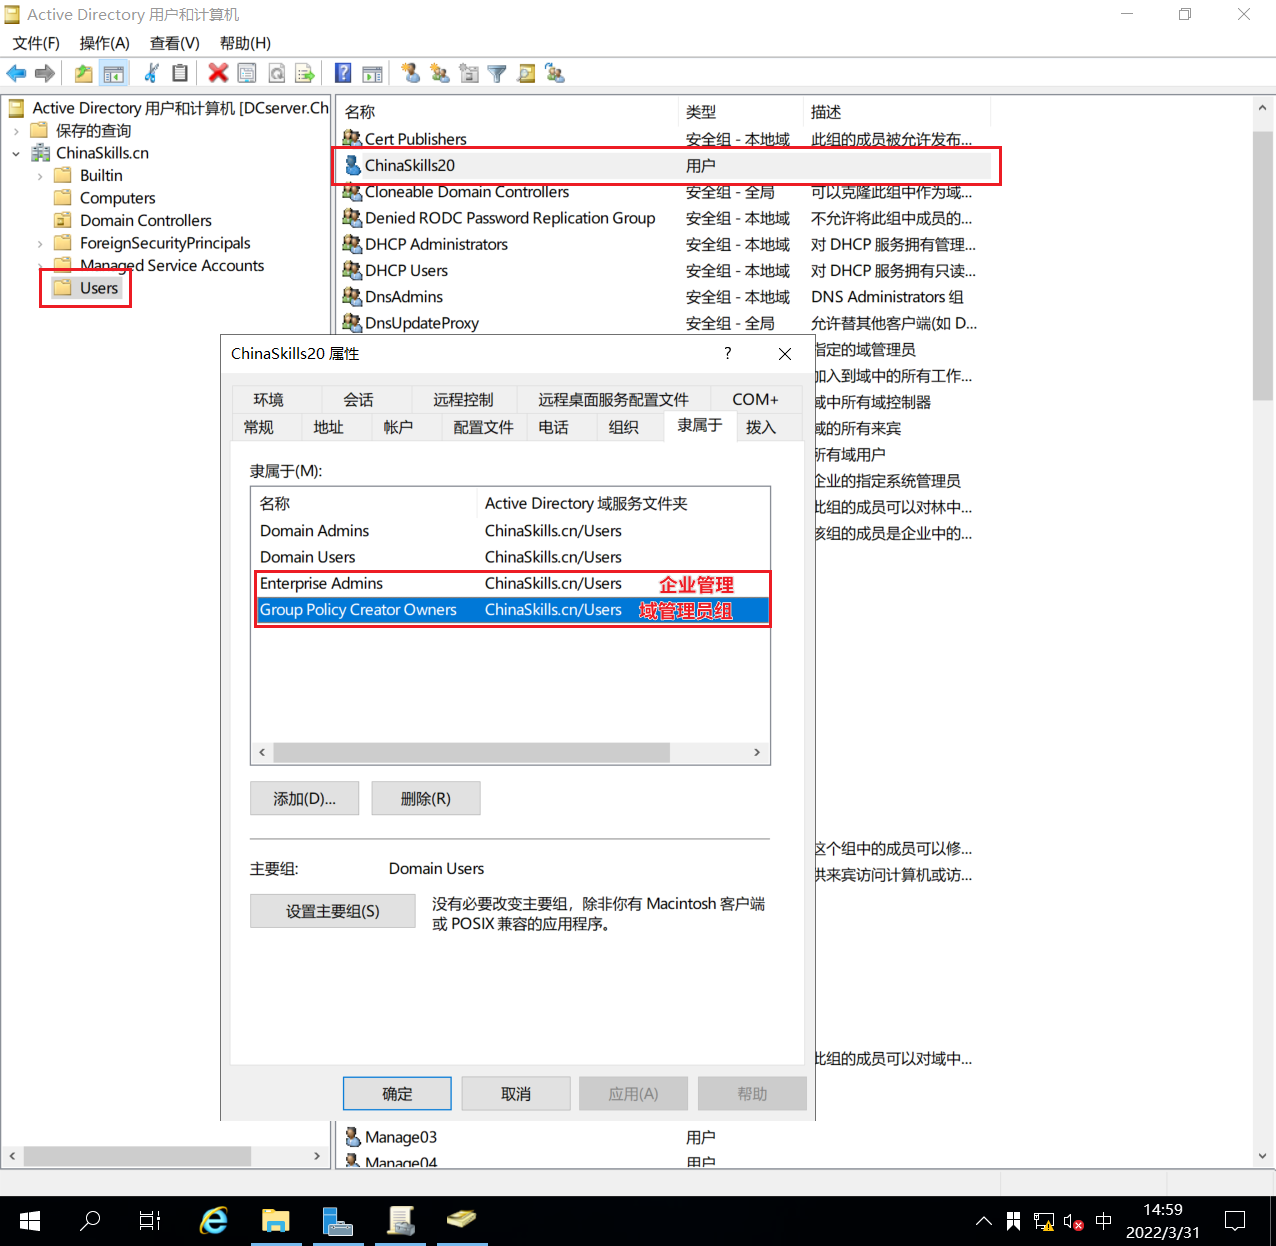 Active Directory 用户和计算机
文件(F) 操作(A) 查看(V) 帮助(H)
Active Directory 用户和计算机 [DCserver.Ch
保存的查询
ChinaSkills.cn
Builtin
Computers
Domain Controllers
ForeignSecurityPrincipals
Managed Service Accounts
Users
名称 类型 描述
Cert Publishers 安全组 - 本地域 此组的成员被允许发布...
ChinaSkills20 用户
Cloneable Domain Controllers 安全组 - 全局 可以克隆此组中作为域...
Denied RODC Password Replication Group 安全组 - 本地域 不允许将此组中成员的...
DHCP Administrators 安全组 - 本地域 对 DHCP 服务拥有管理...
DHCP Users 安全组 - 本地域 对 DHCP 服务拥有只读...
DnsAdmins 安全组 - 本地域 DNS Administrators 组
DnsUpdateProxy 安全组 - 全局 允许替其他客户端(如 D...
指定的域管理员
加入到域中的所有工作...
域中所有域控制器
域的所有来宾
所有域用户
企业的指定系统管理员
此组的成员可以对林中...
该组的成员是企业中的...
这个组中的成员可以修...
供来宾访问计算机或访...
此组的成员可以对域中...
Manage03 用户
Manage04 用户
ChinaSkills20 属性
?
环境 会话 远程控制 远程桌面服务配置文件 COM+
常规 地址 帐户 配置文件 电话 组织 隶属于 拨入
隶属于(M):
名称 Active Directory 域服务文件夹
Domain Admins ChinaSkills.cn/Users
Domain Users ChinaSkills.cn/Users
Enterprise Admins ChinaSkills.cn/Users 企业管理
Group Policy Creator Owners ChinaSkills.cn/Users 域管理员组
添加(D)... 删除(R)
主要组: Domain Users
设置主要组(S)
没有必要改变主要组，除非你有 Macintosh 客户端
或 POSIX 兼容的应用程序。
确定 取消 应用(A) 帮助
中
14:59
2022/3/31